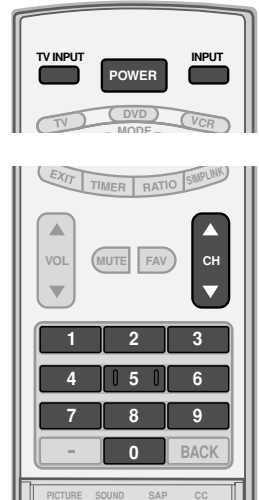 TV INPUT INPUT
POWER
TV DVD VCR
MODE
EXIT TIMER RATIO SIMPLINK
VOL MUTE FAV CH
1 2 3
4 5 6
7 8 9
- 0 BACK
PICTURE SOUND SAP CC